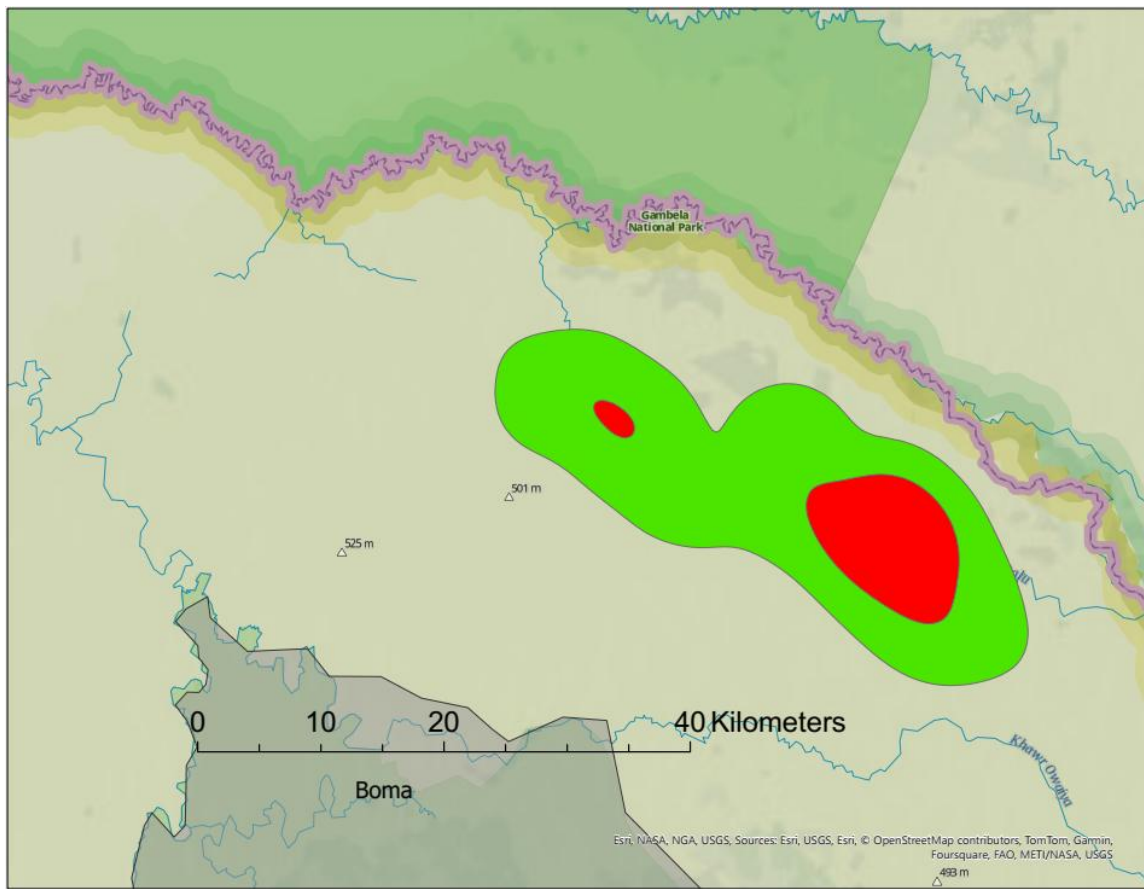 Gambela
National Park
501 m
525 m
0 10 20 40 Kilometers
Boma
Khawr Owaiya
Esri, NASA, NGA, USGS, Sources: Esri, USGS, Esri, © OpenStreetMap contributors, TomTom, Garmin,
Foursquare, FAO, METI/NASA, USGS
493 m